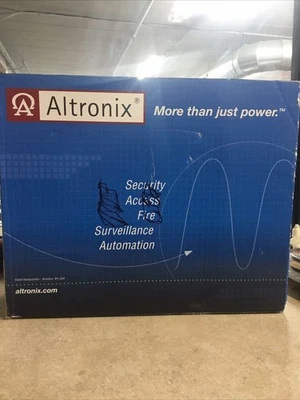 Altronix®
More than just power.™
Security
Access
Fire
Surveillance
Automation
altronix.com